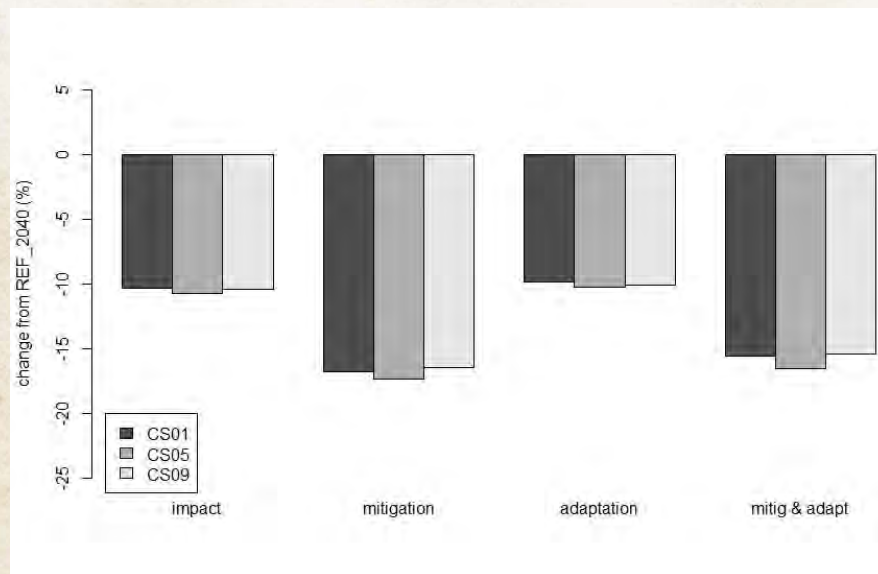 change from REF_2040 (%)
5
0
-5
-10
-15
-20
-25
CS01
CS05
CS09
impact
mitigation
adaptation
mitig & adapt